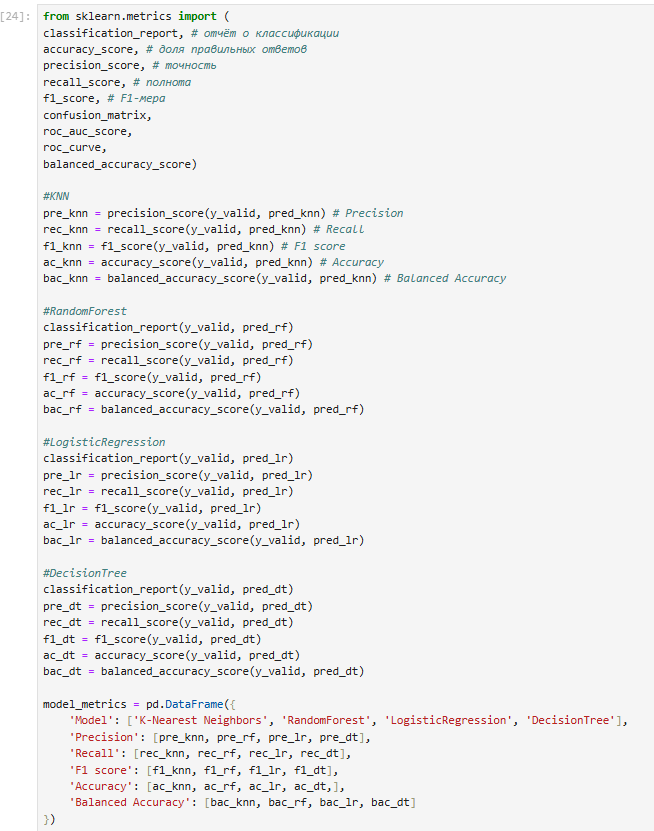 [24]: from sklearn.metrics import (
classification_report, # отчёт о классификации
accuracy_score, # доля правильных ответов
precision_score, # точность
recall_score, # полнота
f1_score, # F1-мера
confusion_matrix,
roc_auc_score,
roc_curve,
balanced_accuracy_score)

#KNN
pre_knn = precision_score(y_valid, pred_knn) # Precision
rec_knn = recall_score(y_valid, pred_knn) # Recall
f1_knn = f1_score(y_valid, pred_knn) # F1 score
ac_knn = accuracy_score(y_valid, pred_knn) # Accuracy
bac_knn = balanced_accuracy_score(y_valid, pred_knn) # Balanced Accuracy

#RandomForest
classification_report(y_valid, pred_rf)
pre_rf = precision_score(y_valid, pred_rf)
rec_rf = recall_score(y_valid, pred_rf)
f1_rf = f1_score(y_valid, pred_rf)
ac_rf = accuracy_score(y_valid, pred_rf)
bac_rf = balanced_accuracy_score(y_valid, pred_rf)

#LogisticRegression
classification_report(y_valid, pred_lr)
pre_lr = precision_score(y_valid, pred_lr)
rec_lr = recall_score(y_valid, pred_lr)
f1_lr = f1_score(y_valid, pred_lr)
ac_lr = accuracy_score(y_valid, pred_lr)
bac_lr = balanced_accuracy_score(y_valid, pred_lr)

#DecisionTree
classification_report(y_valid, pred_dt)
pre_dt = precision_score(y_valid, pred_dt)
rec_dt = recall_score(y_valid, pred_dt)
f1_dt = f1_score(y_valid, pred_dt)
ac_dt = accuracy_score(y_valid, pred_dt)
bac_dt = balanced_accuracy_score(y_valid, pred_dt)

model_metrics = pd.DataFrame({
    'Model': ['K-Nearest Neighbors', 'RandomForest', 'LogisticRegression', 'DecisionTree'],
    'Precision': [pre_knn, pre_rf, pre_lr, pre_dt],
    'Recall': [rec_knn, rec_rf, rec_lr, rec_dt],
    'F1 score': [f1_knn, f1_rf, f1_lr, f1_dt],
    'Accuracy': [ac_knn, ac_rf, ac_lr, ac_dt,],
    'Balanced Accuracy': [bac_knn, bac_rf, bac_lr, bac_dt]
})